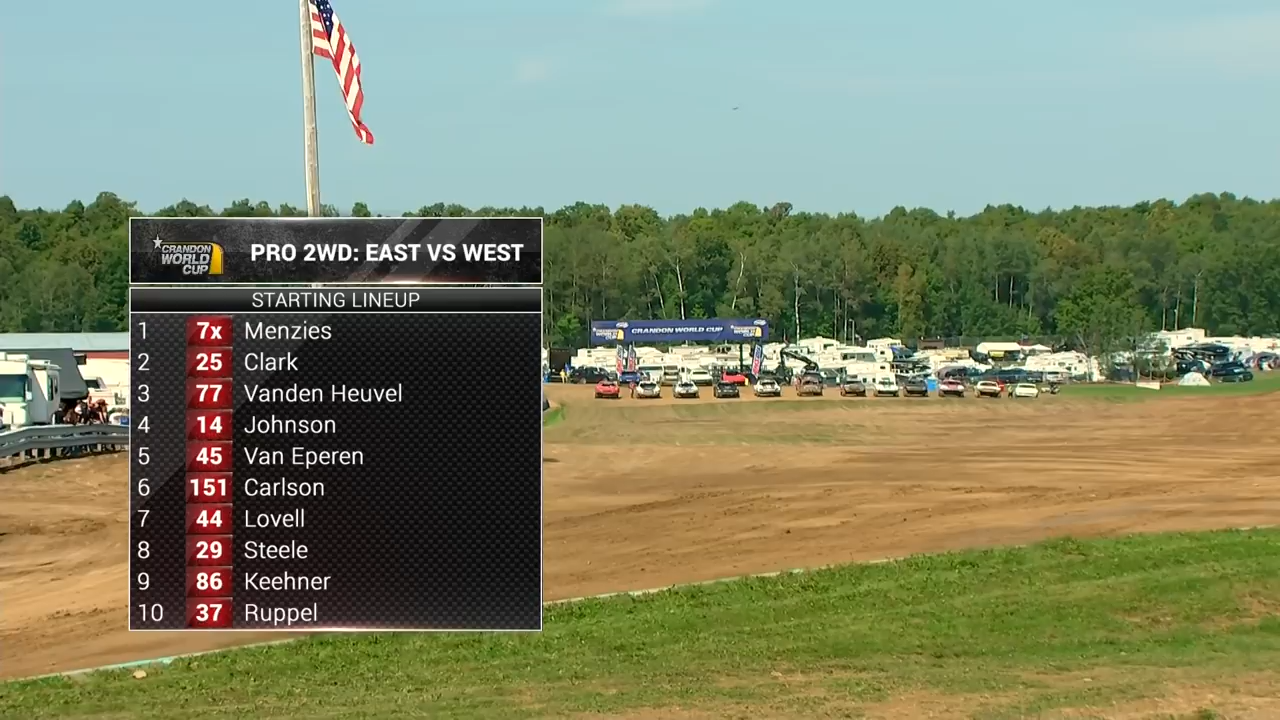 CRANDON
WORLD
CUP
PRO 2WD: EAST VS WEST
STARTING LINEUP
1 7x Menzies
2 25 Clark
3 77 Vanden Heuvel
4 14 Johnson
5 45 Van Eperen
6 151 Carlson
7 44 Lovell
8 29 Steele
9 86 Keehner
10 37 Ruppel
CRANDON WORLD CUP